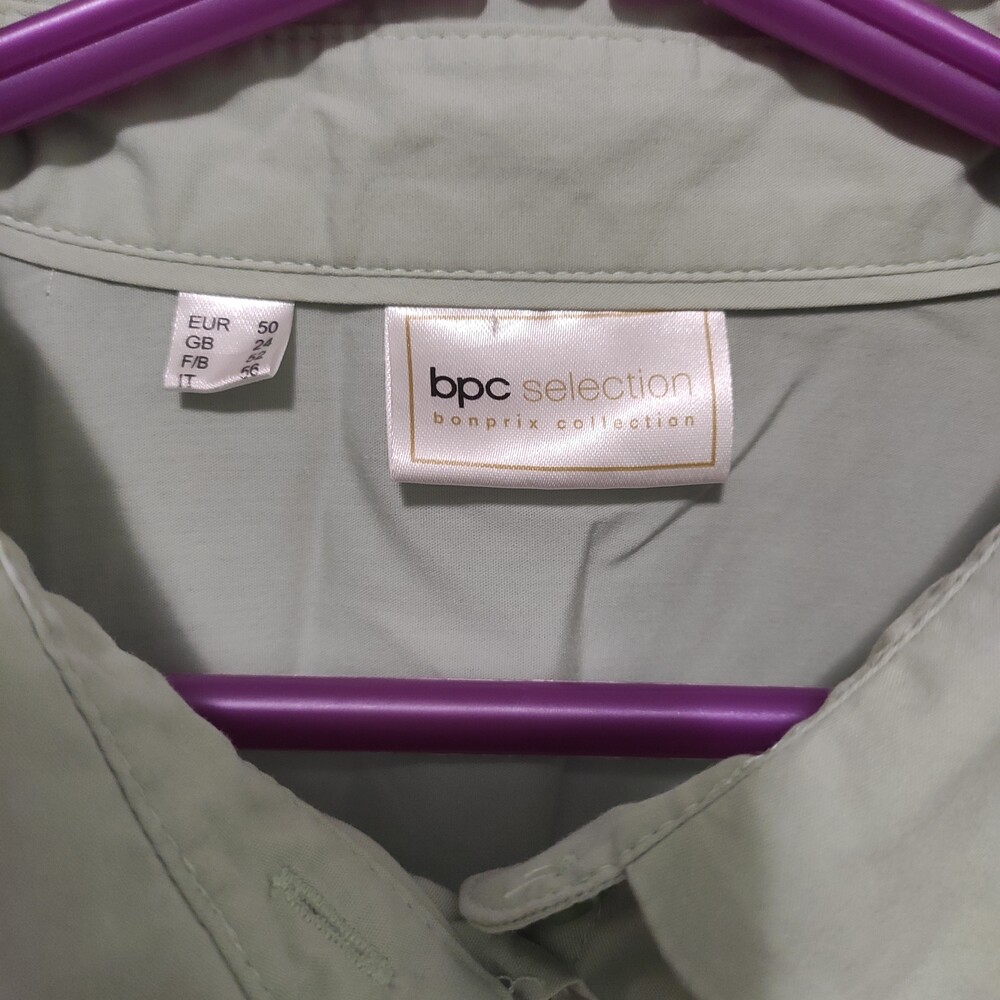 EUR 50
GB 24
F/B 52
IT 56
bpc selection
bonprix collection